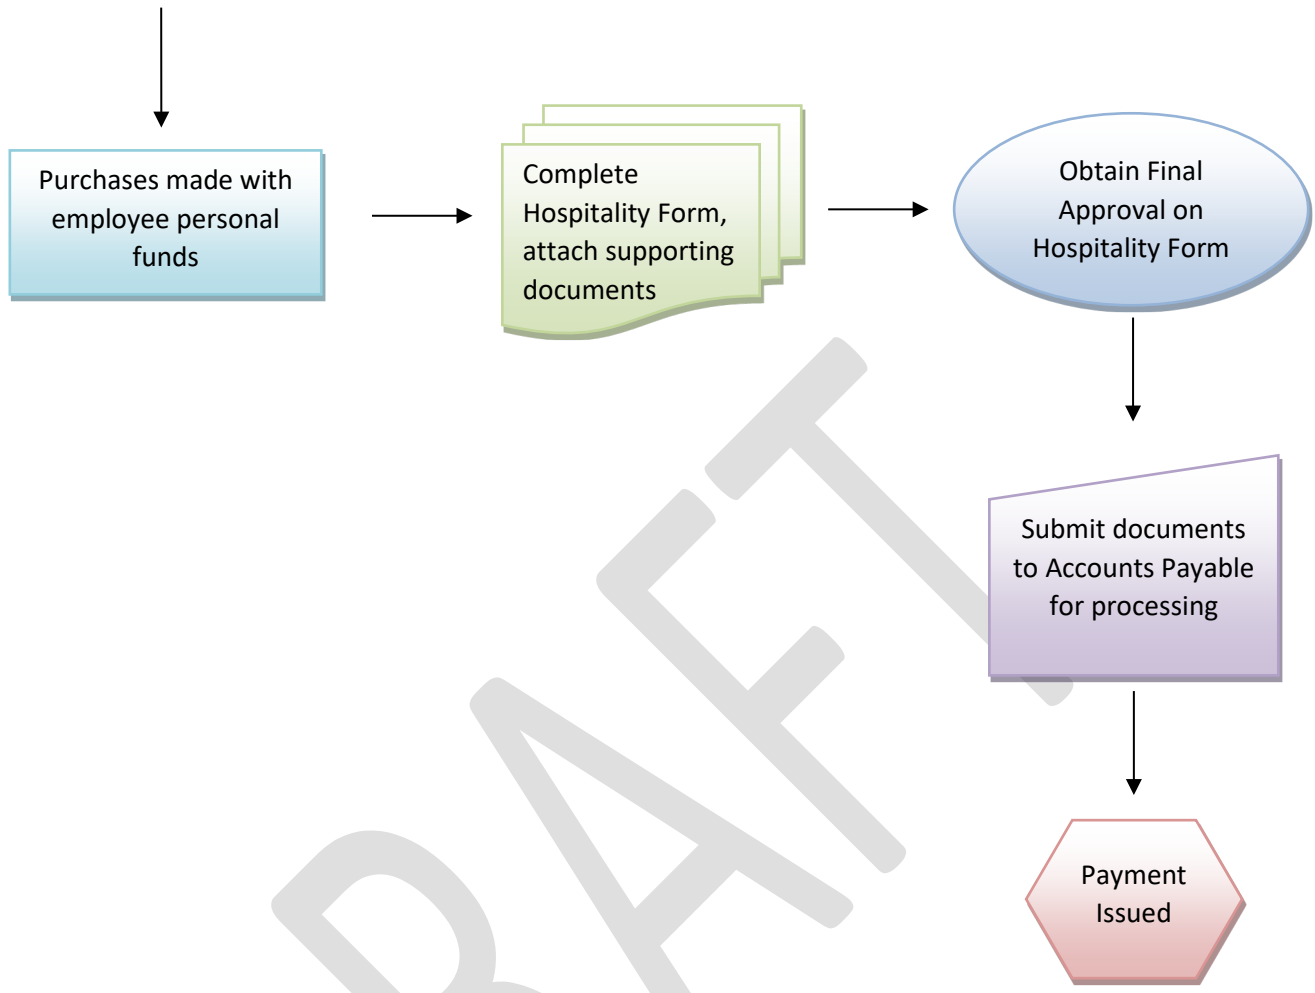 Purchases made with
employee personal
funds
Complete
Hospitality Form,
attach supporting
documents
Obtain Final
Approval on
Hospitality Form
Submit documents
to Accounts Payable
for processing
Payment
Issued
RAFT